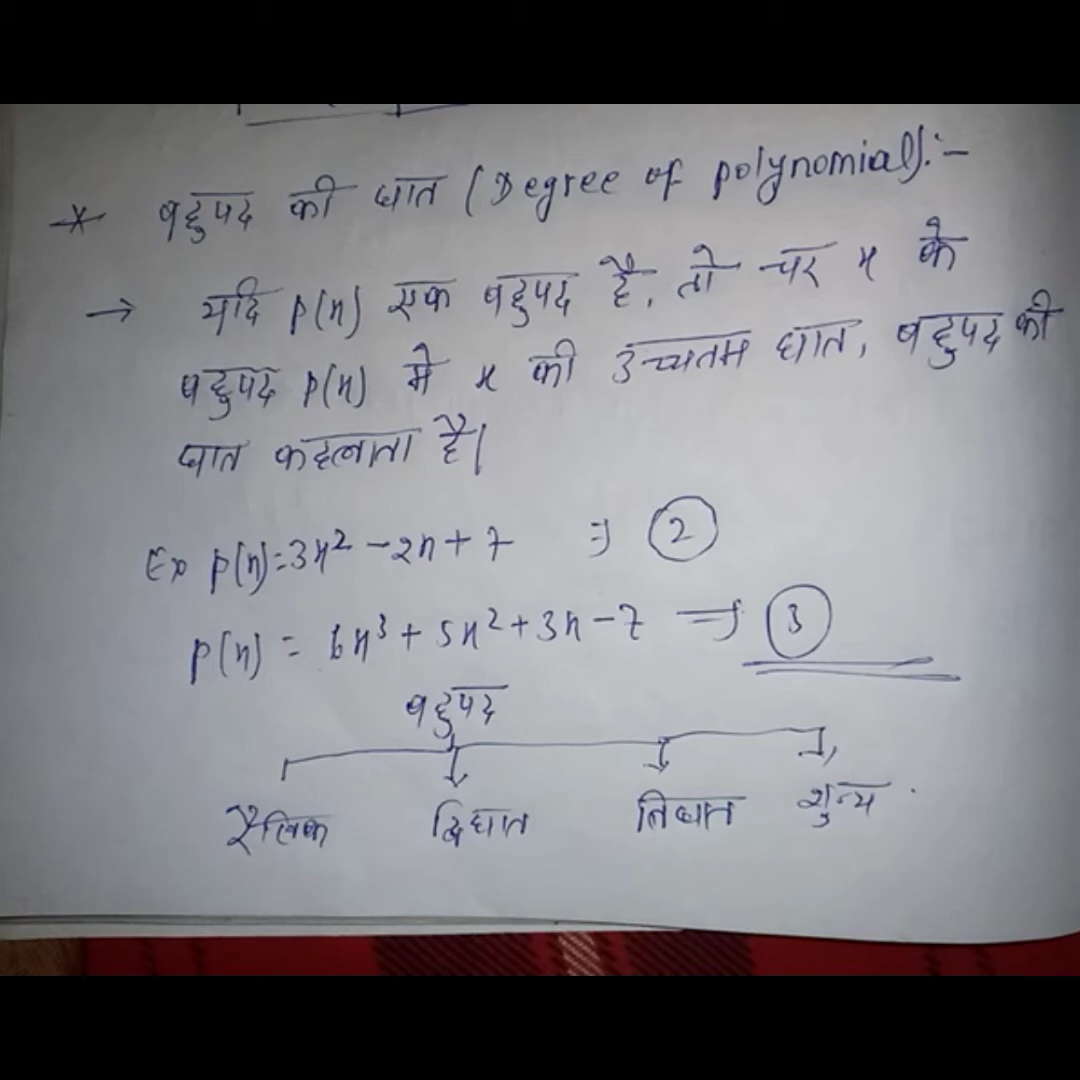 * बहुपद की घात (Degree of polynomial):-
→ यदि p(x) एक बहुपद है, तो चर x के
बहुपद p(x) मे x की उच्चतम घात, बहुपद की
घात कहलाता है।
Ex p(x)=3x² -2x+7 ⇒ 2
p(x) = 6x³ + 5x² + 3x - 7 ⇒ 3
बहुपद
रैखिक द्विघात त्रिघात शुन्य